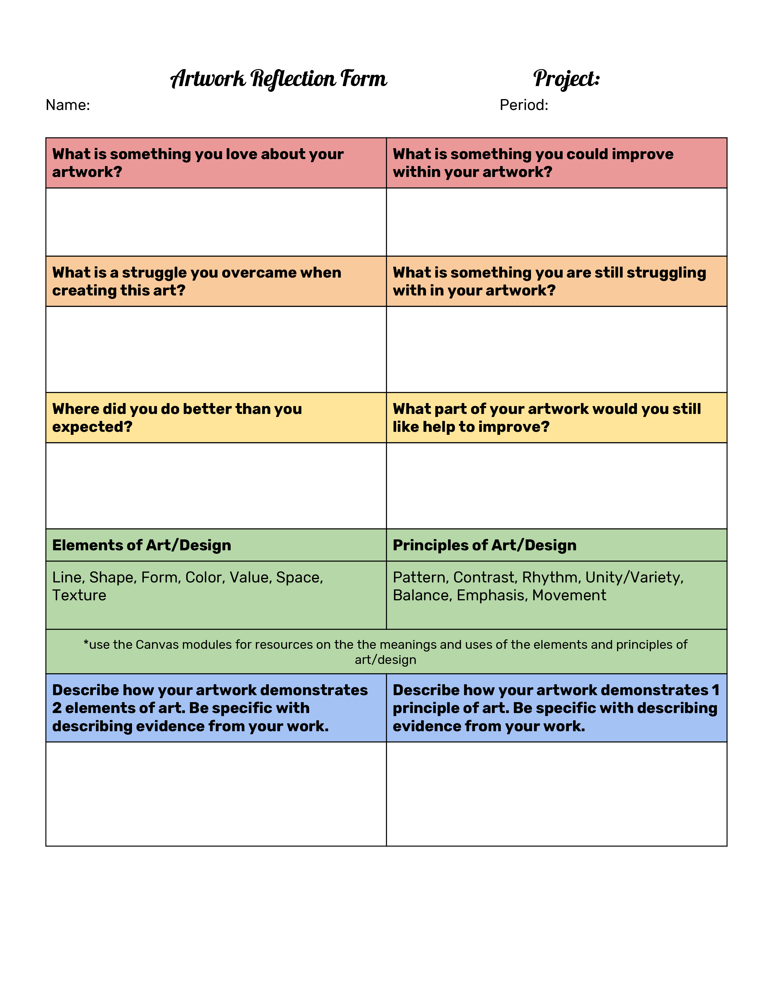 Artwork Reflection Form Project:
Name: Period:
What is something you love about your
artwork?
What is something you could improve
within your artwork?
What is a struggle you overcame when
creating this art?
What is something you are still struggling
with in your artwork?
Where did you do better than you
expected?
What part of your artwork would you still
like help to improve?
Elements of Art/Design
Principles of Art/Design
Line, Shape, Form, Color, Value, Space,
Texture
Pattern, Contrast, Rhythm, Unity/Variety,
Balance, Emphasis, Movement
*use the Canvas modules for resources on the the meanings and uses of the elements and principles of
art/design
Describe how your artwork demonstrates
2 elements of art. Be specific with
describing evidence from your work.
Describe how your artwork demonstrates 1
principle of art. Be specific with describing
evidence from your work.